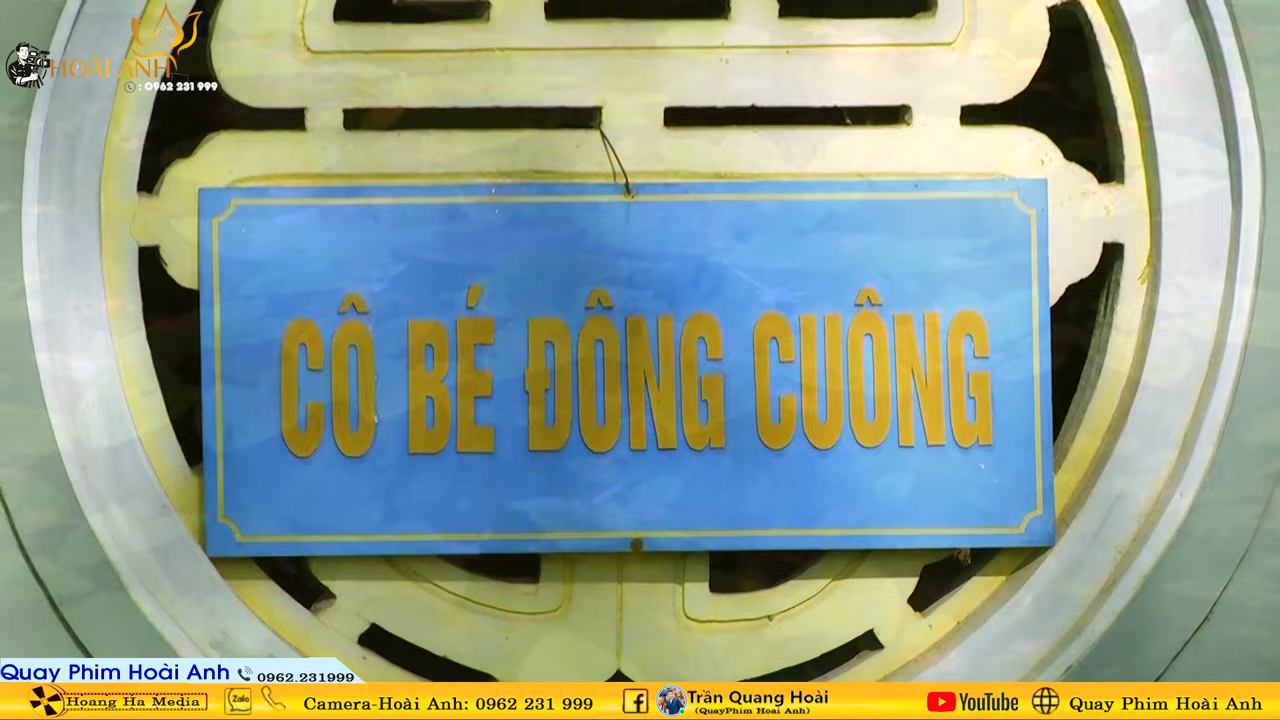 HOÀI ANH
: 0962 231 999
CÔ BÉ ĐÔNG CUÔNG
Quay Phim Hoài Anh 0962.231999
Hoang Ha Media
Zalo
Camera-Hoài Anh: 0962 231 999
Trần Quang Hoài
(QuayPhim Hoai Anh)
YouTube
Quay Phim Hoài Anh